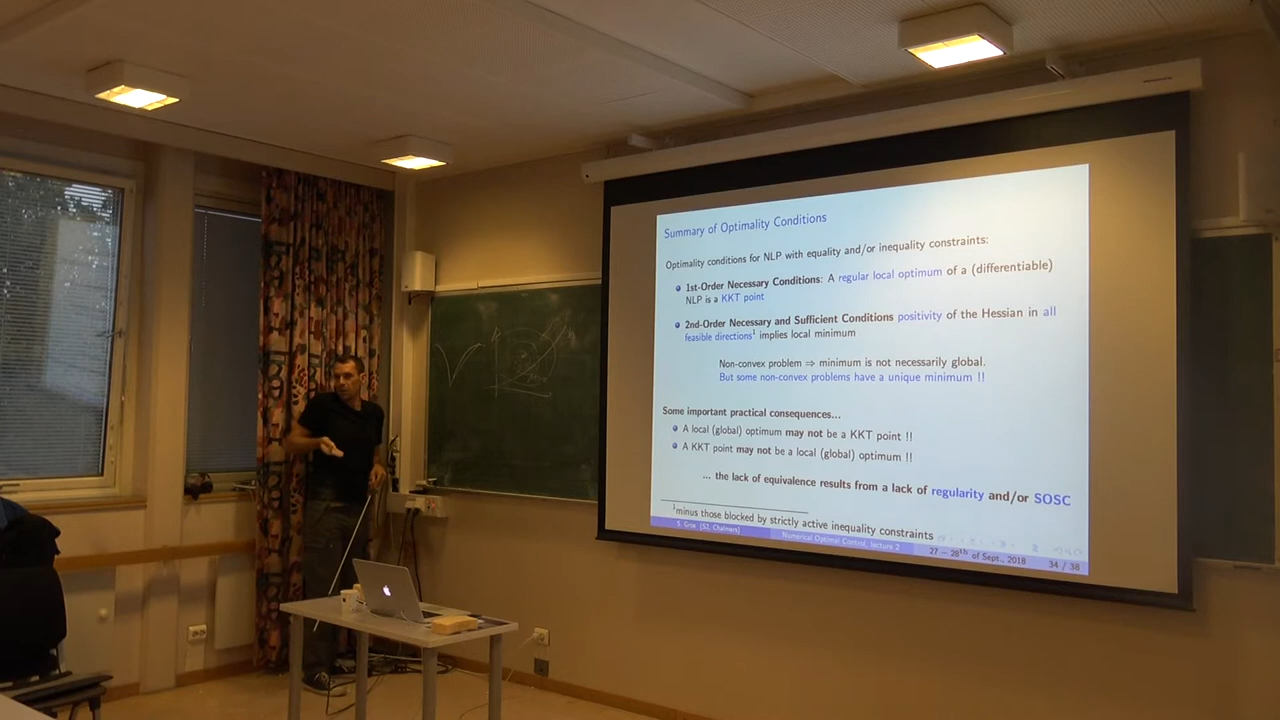 Summary of Optimality Conditions
Optimality conditions for NLP with equality and/or inequality constraints:
1st-Order Necessary Conditions: A regular local optimum of a (differentiable)
NLP is a KKT point
2nd-Order Necessary and Sufficient Conditions positivity of the Hessian in all
feasible directions¹ implies local minimum
Non-convex problem ⇒ minimum is not necessarily global.
But some non-convex problems have a unique minimum !!
Some important practical consequences...
A local (global) optimum may not be a KKT point !!
A KKT point may not be a local (global) optimum !!
... the lack of equivalence results from a lack of regularity and/or SOSC
¹minus those blocked by strictly active inequality constraints
S. Gros (S2, Chalmers) Numerical Optimal Control, lecture 2 27 – 28th of Sept., 2018 34 / 38